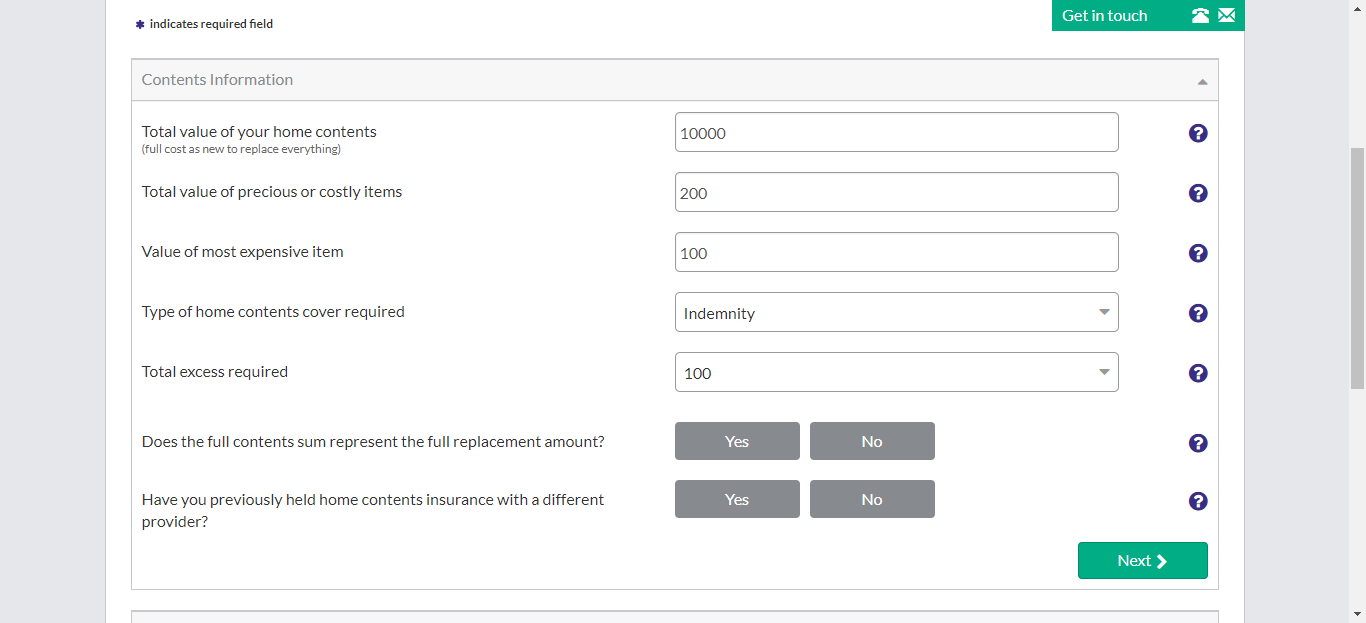 ✱ indicates required field
Get in touch
Contents Information
Total value of your home contents
(full cost as new to replace everything)
10000
Total value of precious or costly items
200
Value of most expensive item
100
Type of home contents cover required
Indemnity
Total excess required
100
Does the full contents sum represent the full replacement amount?
Yes
No
Have you previously held home contents insurance with a different
provider?
Yes
No
Next